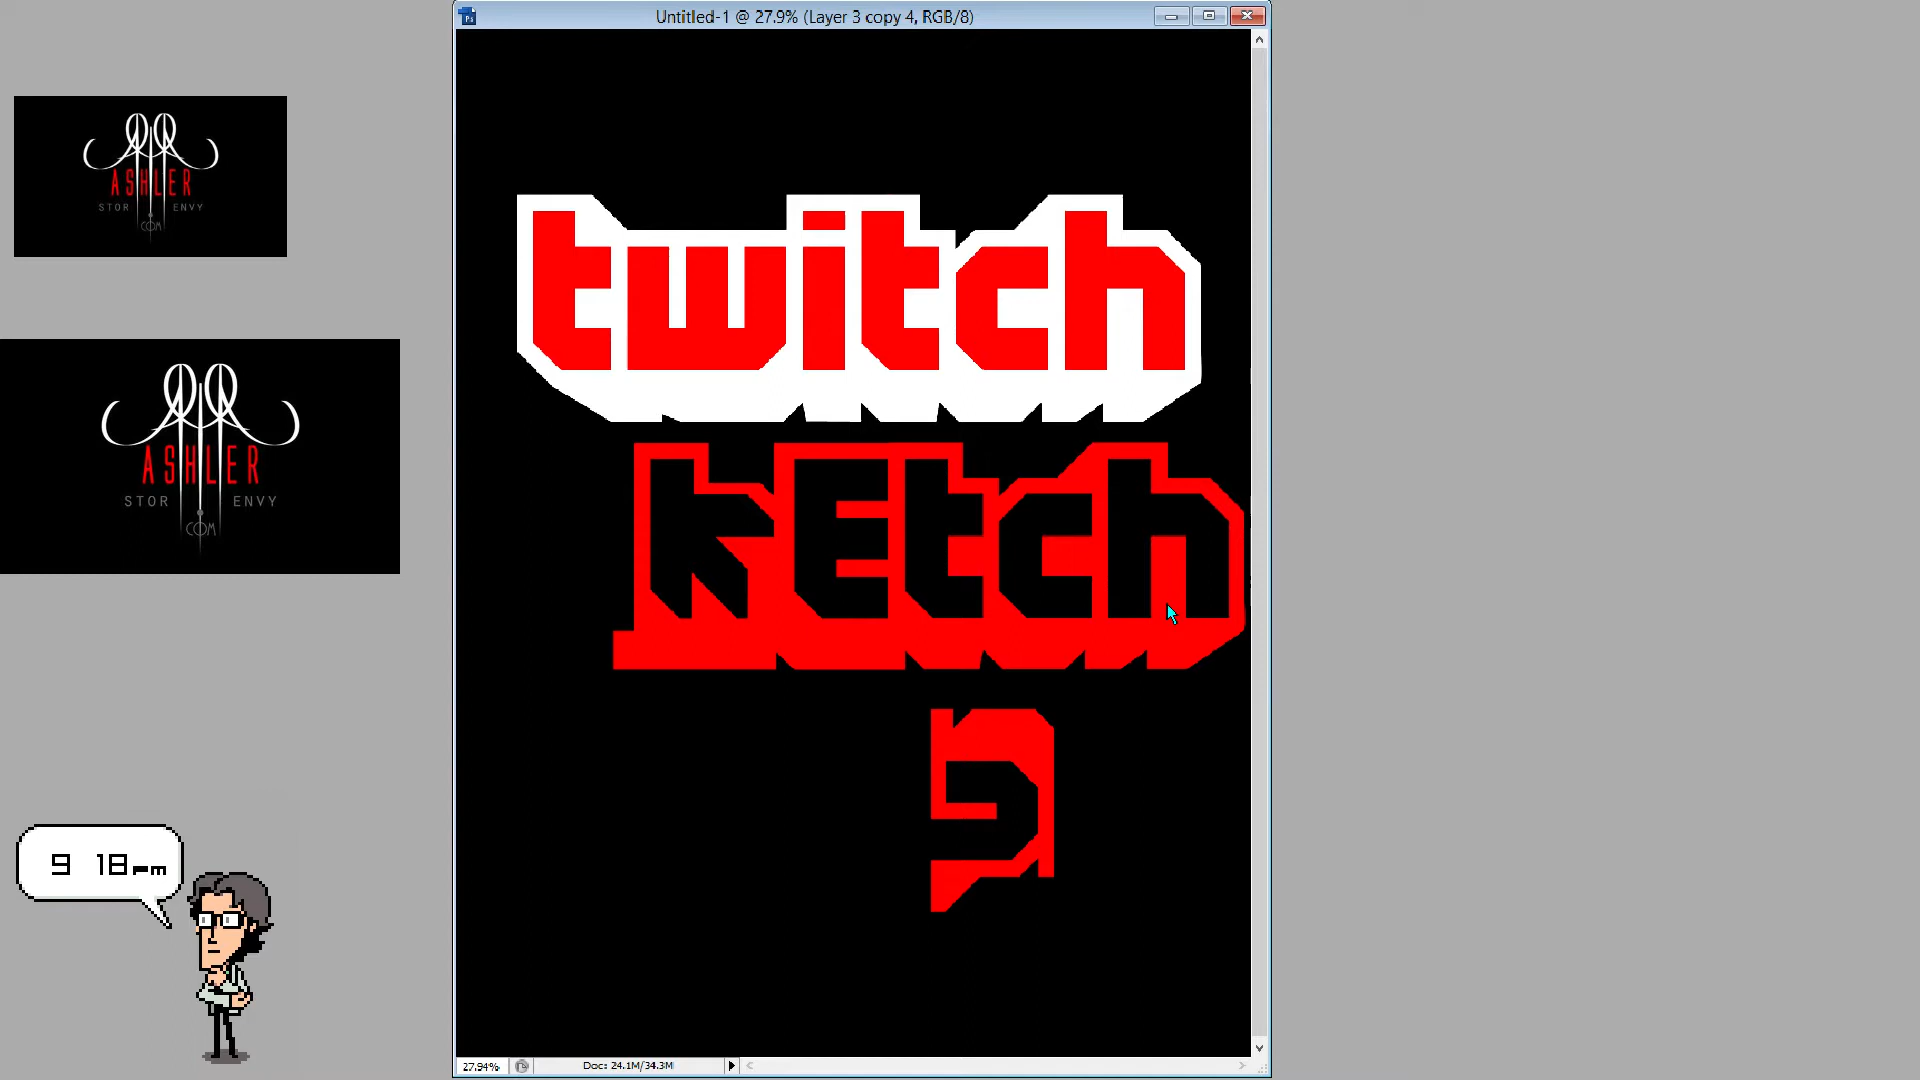 Untitled-1 @ 27.9% (Layer 3 copy 4, RGB/8)
ASHLER
STOR ENVY
COM
twitch
kEtch
ASHLER
STOR ENVY
COM
9 18pm
27.94%
Doc: 24.1M/34.3M